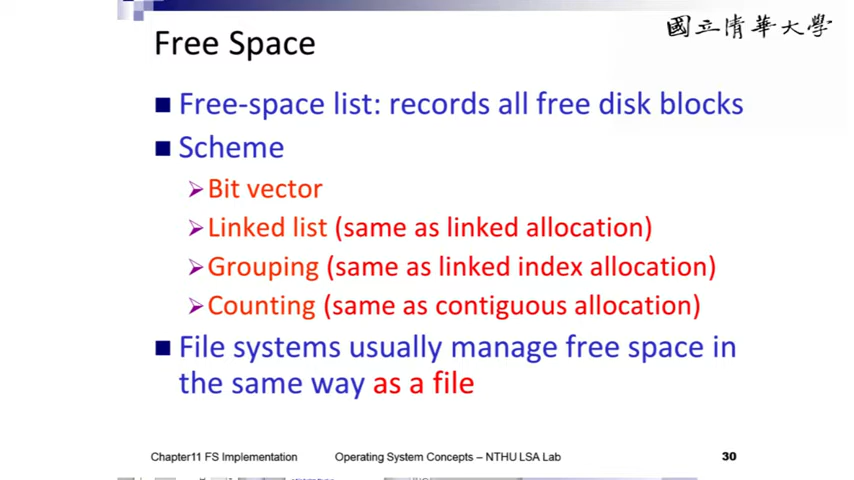 國立清華大學
Free Space
Free-space list: records all free disk blocks
Scheme
Bit vector
Linked list (same as linked allocation)
Grouping (same as linked index allocation)
Counting (same as contiguous allocation)
File systems usually manage free space in
the same way as a file
Chapter11 FS Implementation Operating System Concepts – NTHU LSA Lab 30